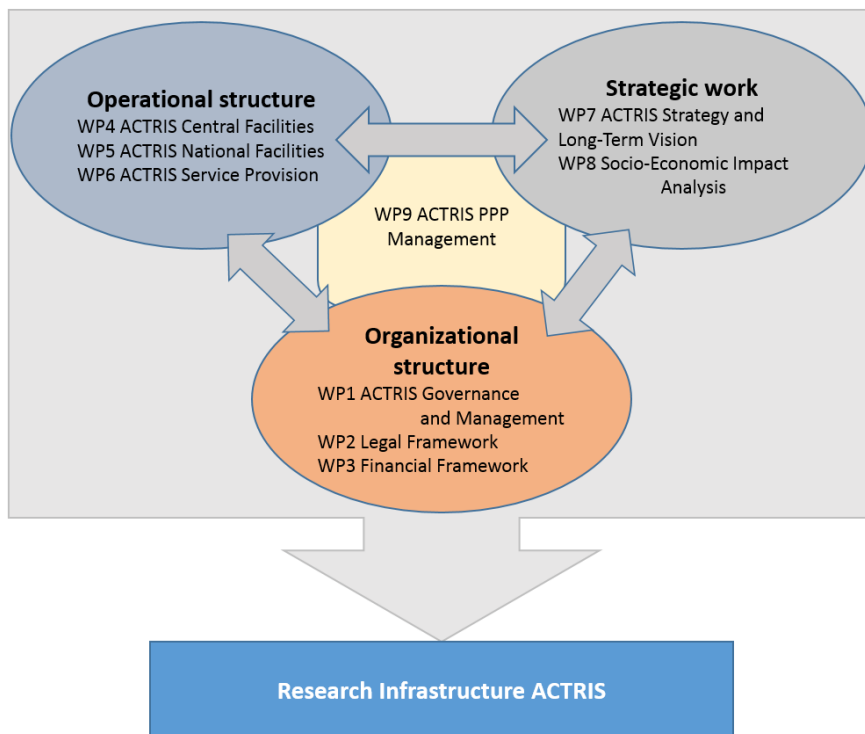 Operational structure
WP4 ACTRIS Central Facilities
WP5 ACTRIS National Facilities
WP6 ACTRIS Service Provision
Strategic work
WP7 ACTRIS Strategy and
Long-Term Vision
WP8 Socio-Economic Impact
Analysis
WP9 ACTRIS PPP
Management
Organizational
structure
WP1 ACTRIS Governance
and Management
WP2 Legal Framework
WP3 Financial Framework
Research Infrastructure ACTRIS